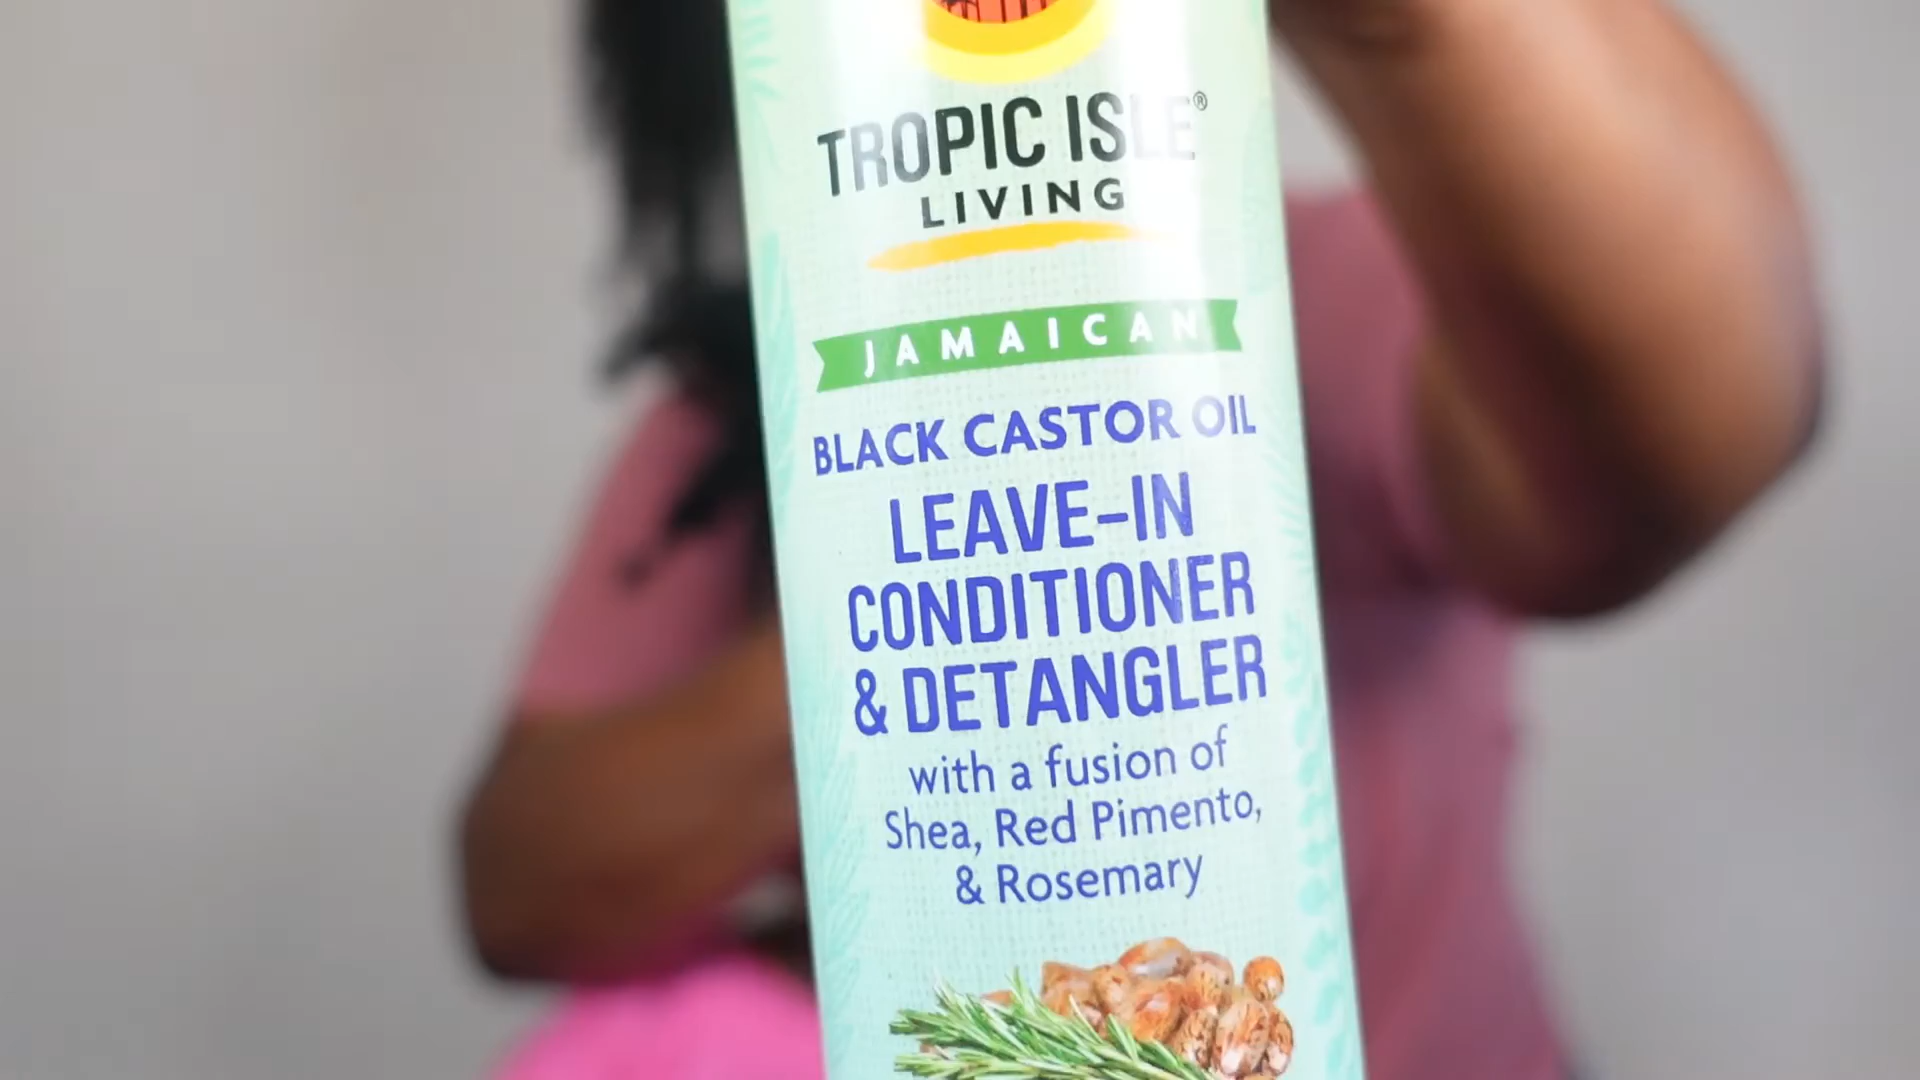 TROPIC ISLE®
LIVING
JAMAICAN
BLACK CASTOR OIL
LEAVE-IN
CONDITIONER
& DETANGLER
with a fusion of
Shea, Red Pimento,
& Rosemary